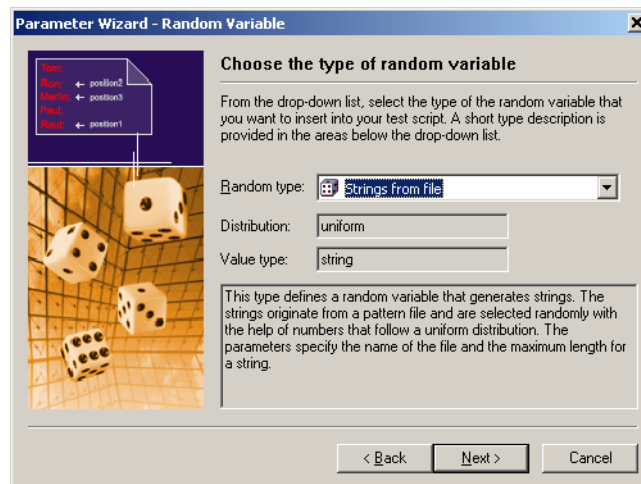 Parameter Wizard - Random Variable
Tom;
Ron; ← position2
Martin; ← position3
Paul;
Raul; ← position1
Choose the type of random variable
From the drop-down list, select the type of the random variable that
you want to insert into your test script. A short type description is
provided in the areas below the drop-down list.
Random type: Strings from file
Distribution: uniform
Value type: string
This type defines a random variable that generates strings. The
strings originate from a pattern file and are selected randomly with
the help of numbers that follow a uniform distribution. The
parameters specify the name of the file and the maximum length for
a string.
< Back Next > Cancel